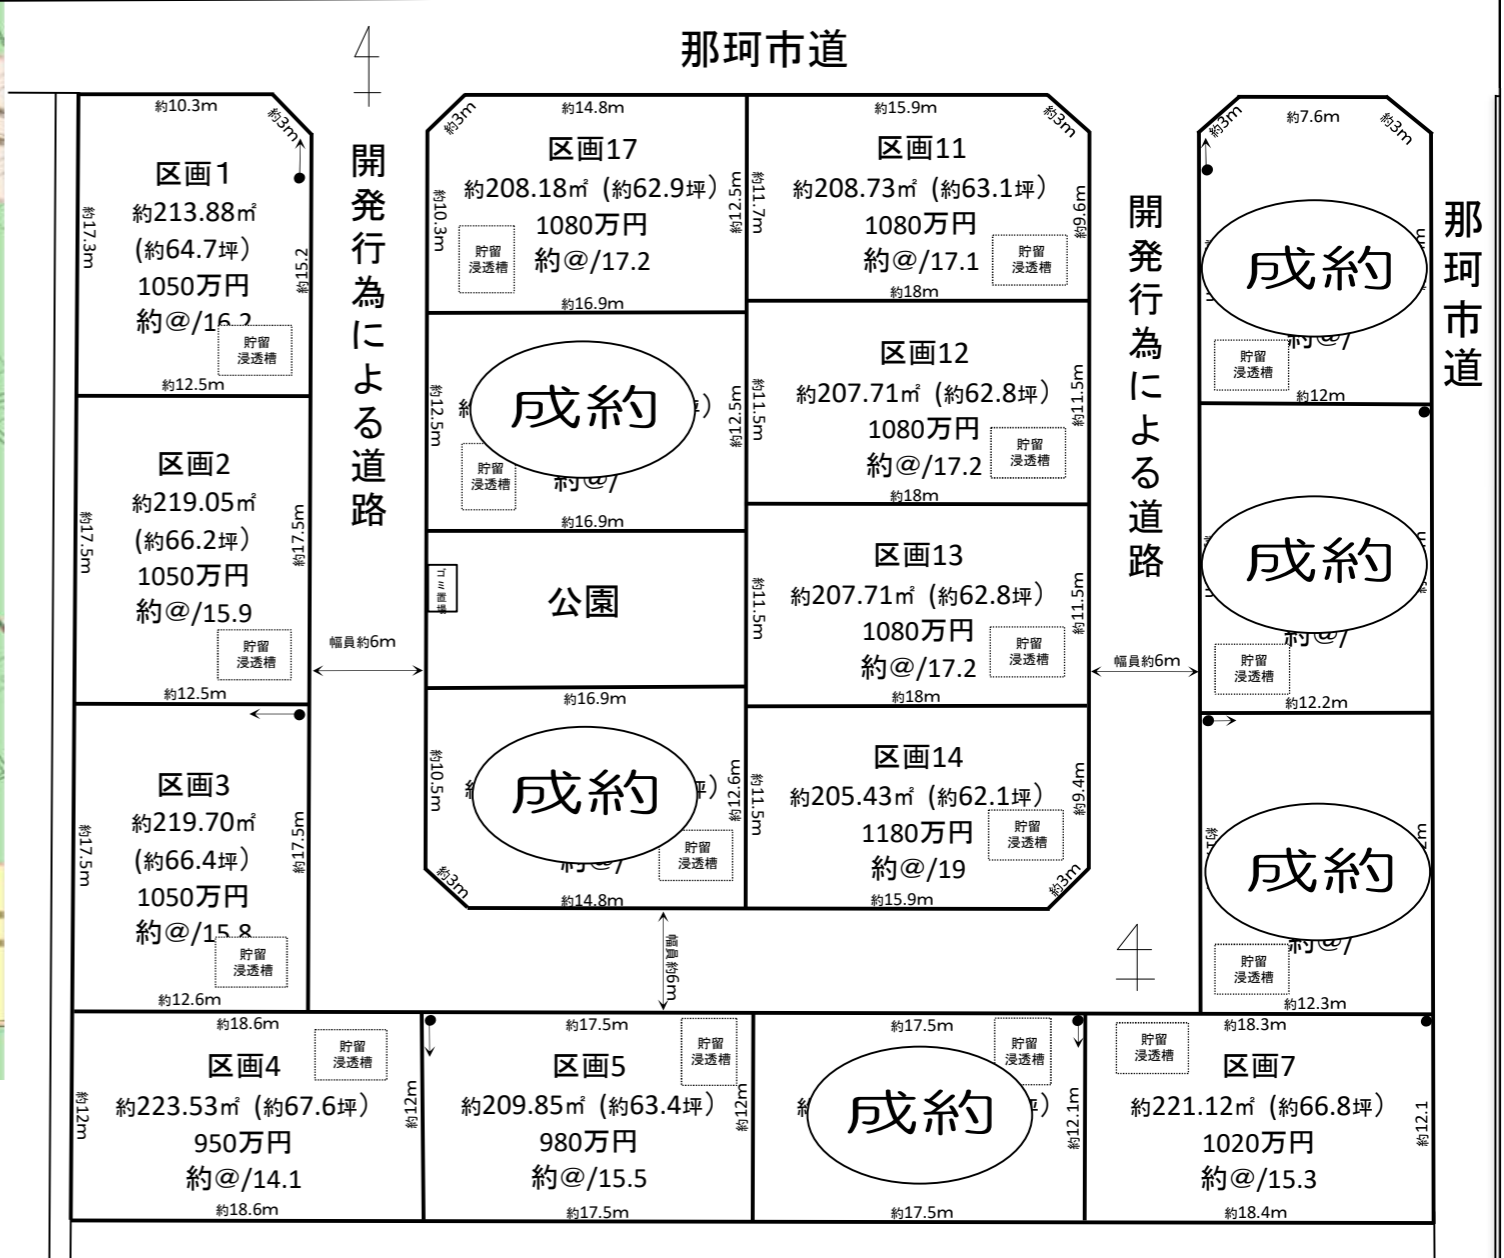 那珂市道
約10.3m
約3m
区画1
約213.88㎡
(約64.7坪)
1050万円
約@/16.2
約17.3m
約15.2
貯留
浸透槽
約12.5m
区画2
約219.05㎡
(約66.2坪)
1050万円
約@/15.9
約17.5m
約17.5m
貯留
浸透槽
約12.5m
区画3
約219.70㎡
(約66.4坪)
1050万円
約@/15.8
約17.5m
約17.5m
貯留
浸透槽
約12.6m
開発行為による道路
幅員約6m
約3m
約14.8m
区画17
約208.18㎡ (約62.9坪)
1080万円
約@/17.2
約10.3m
約12.5m
貯留
浸透槽
約16.9m
成約
約12.5m
約12.5m
坪)
約@/
貯留
浸透槽
約16.9m
ゴミ置場
公園
約16.9m
成約
約10.5m
約12.6m
坪)
約@/
貯留
浸透槽
約3m
約14.8m
約15.9m
約3m
区画11
約208.73㎡ (約63.1坪)
1080万円
約@/17.1
約11.7m
約9.6m
貯留
浸透槽
約18m
区画12
約207.71㎡ (約62.8坪)
1080万円
約@/17.2
約11.5m
約11.5m
貯留
浸透槽
約18m
区画13
約207.71㎡ (約62.8坪)
1080万円
約@/17.2
約11.5m
約11.5m
貯留
浸透槽
約18m
区画14
約205.43㎡ (約62.1坪)
1180万円
約@/19
約11.5m
約9.4m
貯留
浸透槽
約3m
約15.9m
幅員約6m
開発行為による道路
幅員約6m
約3m
約7.6m
約3m
成約
約@/
貯留
浸透槽
約12m
成約
約@/
貯留
浸透槽
約12.2m
成約
約@/
貯留
浸透槽
約12.3m
那珂市道
約18.6m
区画4
約223.53㎡ (約67.6坪)
950万円
約@/14.1
約12m
約12m
貯留
浸透槽
約18.6m
約17.5m
区画5
約209.85㎡ (約63.4坪)
980万円
約@/15.5
約12m
貯留
浸透槽
約17.5m
約17.5m
成約
坪)
約12.1m
貯留
浸透槽
約17.5m
約18.3m
区画7
約221.12㎡ (約66.8坪)
1020万円
約@/15.3
約12.1
貯留
浸透槽
約18.4m